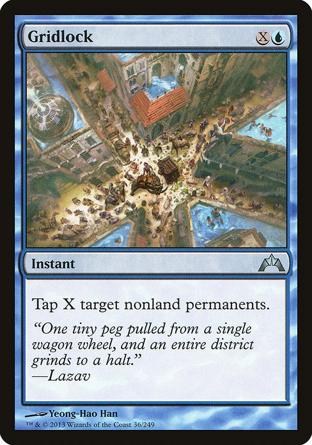 Gridlock XU
Instant
Tap X target nonland permanents.
“One tiny peg pulled from a single
wagon wheel, and an entire district
grinds to a halt.”
—Lazav
Yeong-Hao Han
™ & © 2013 Wizards of the Coast 36/249